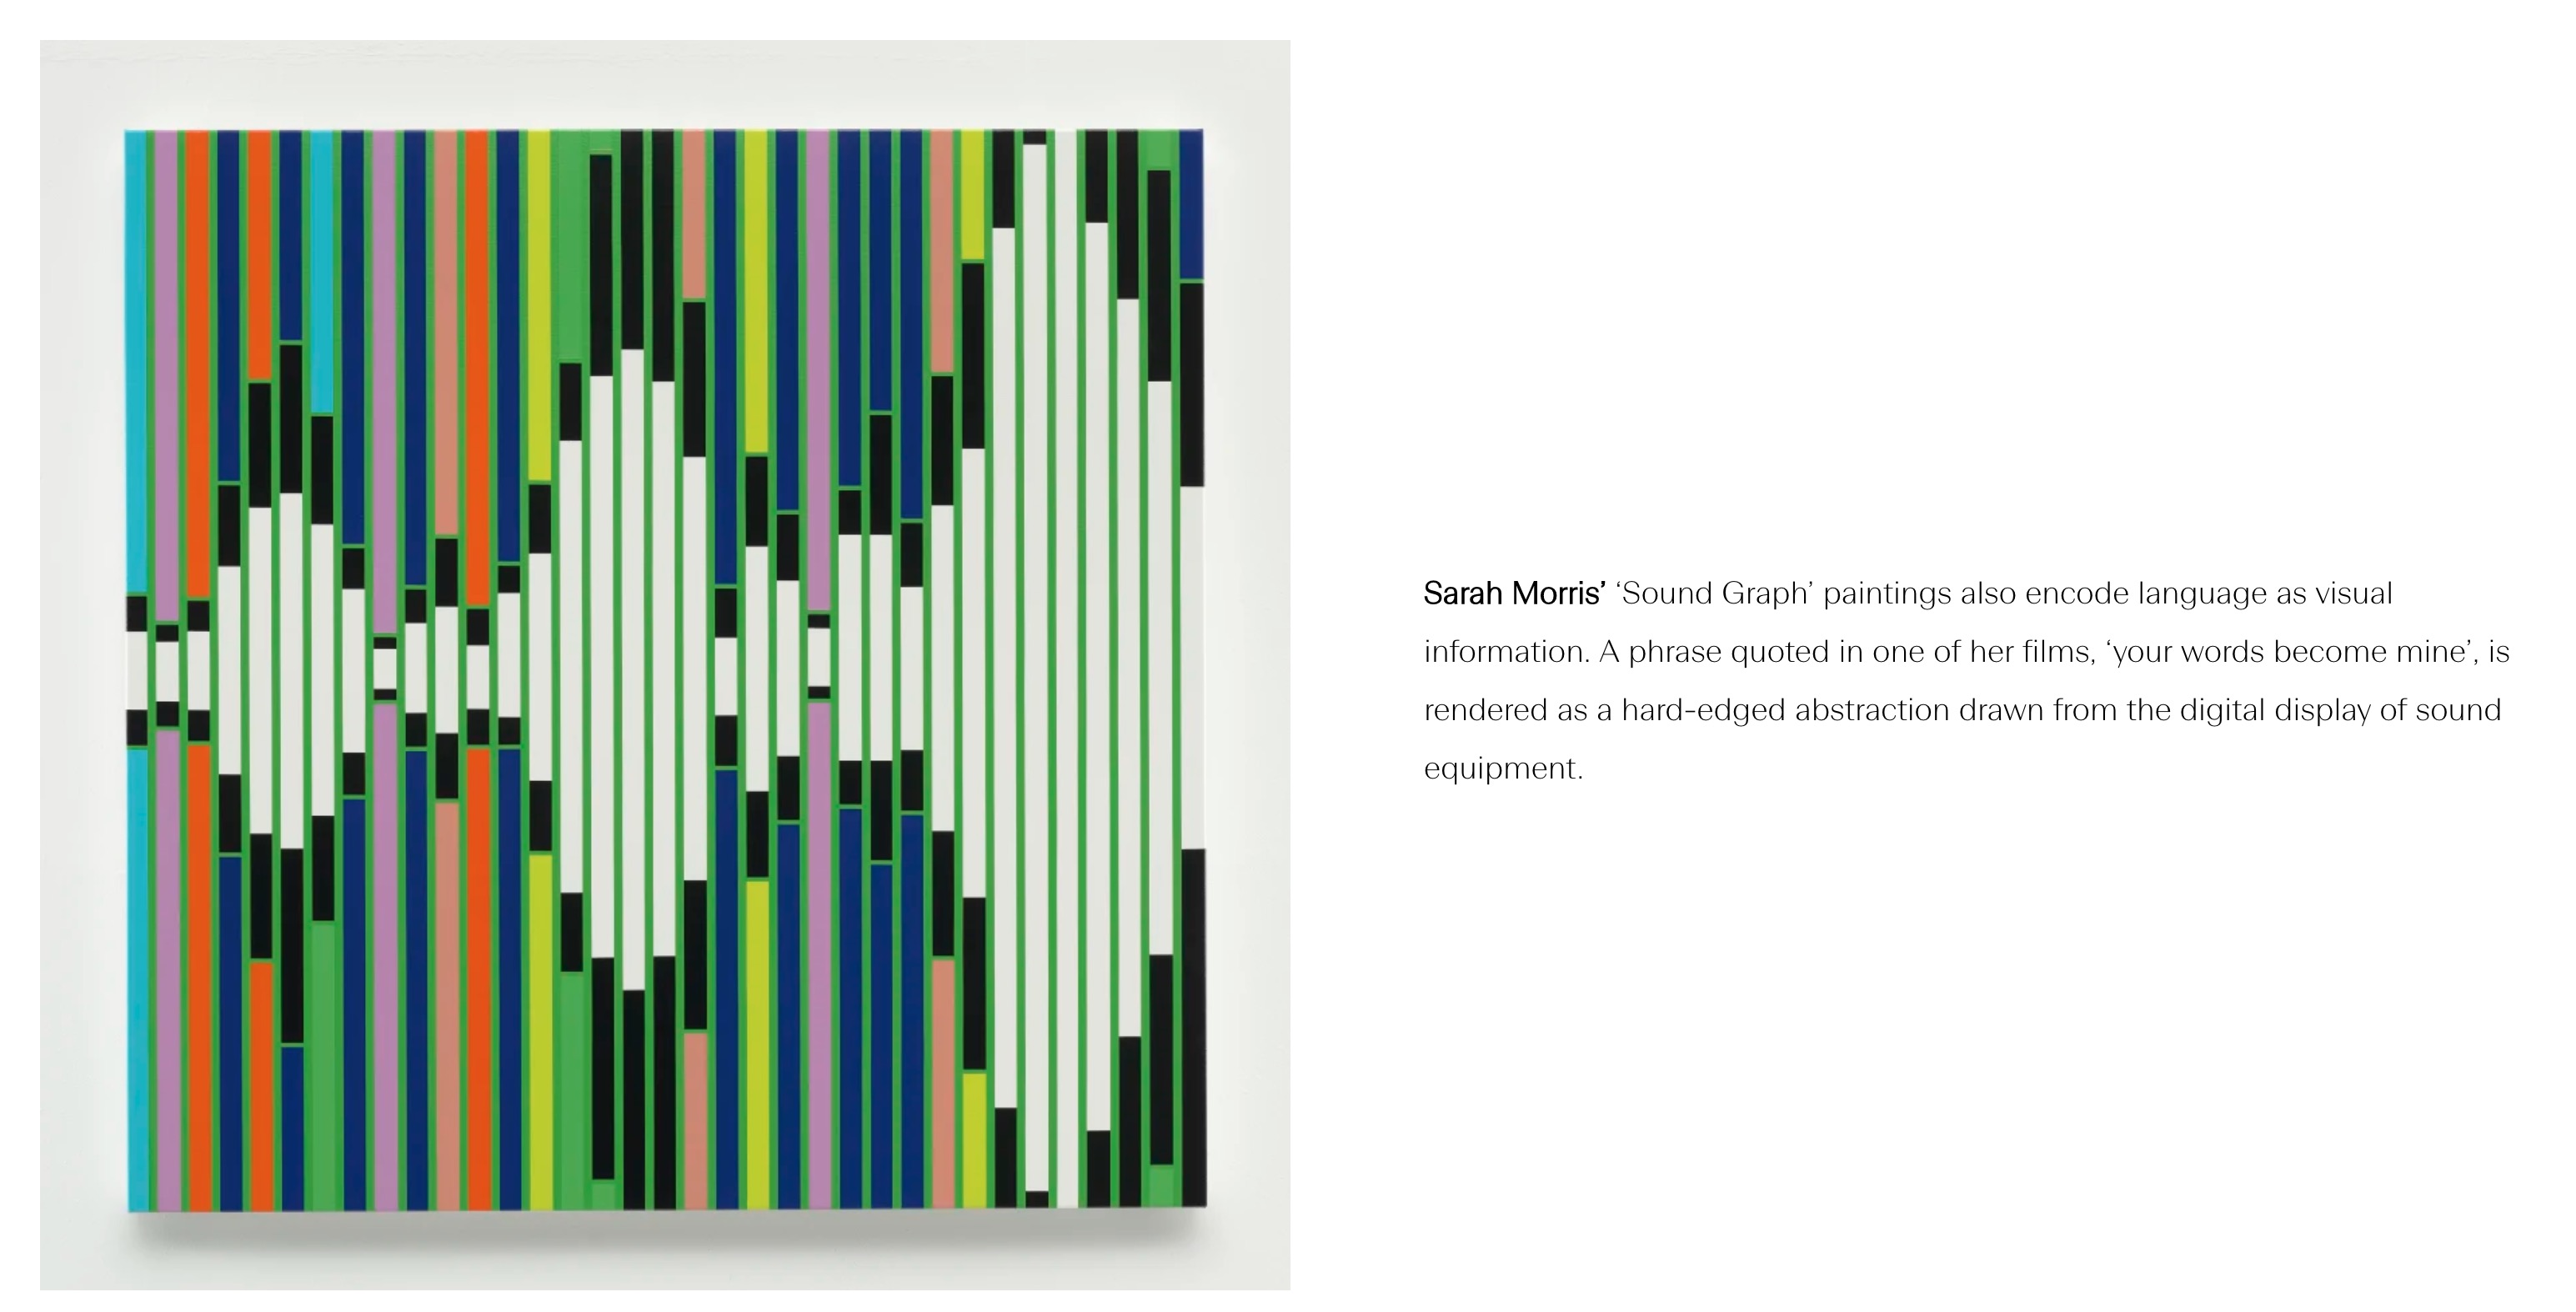 Sarah Morris’ ‘Sound Graph’ paintings also encode language as visual
information. A phrase quoted in one of her films, ‘your words become mine’, is
rendered as a hard-edged abstraction drawn from the digital display of sound
equipment.